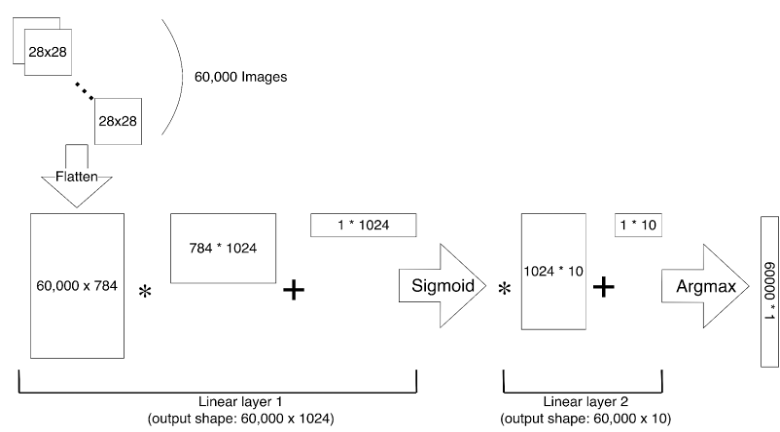 28x28
28x28
60,000 Images
Flatten
60,000 x 784
*
784 * 1024
+
1 * 1024
Sigmoid
*
1024 * 10
+
1 * 10
Argmax
60000 * 1
Linear layer 1
(output shape: 60,000 x 1024)
Linear layer 2
(output shape: 60,000 x 10)